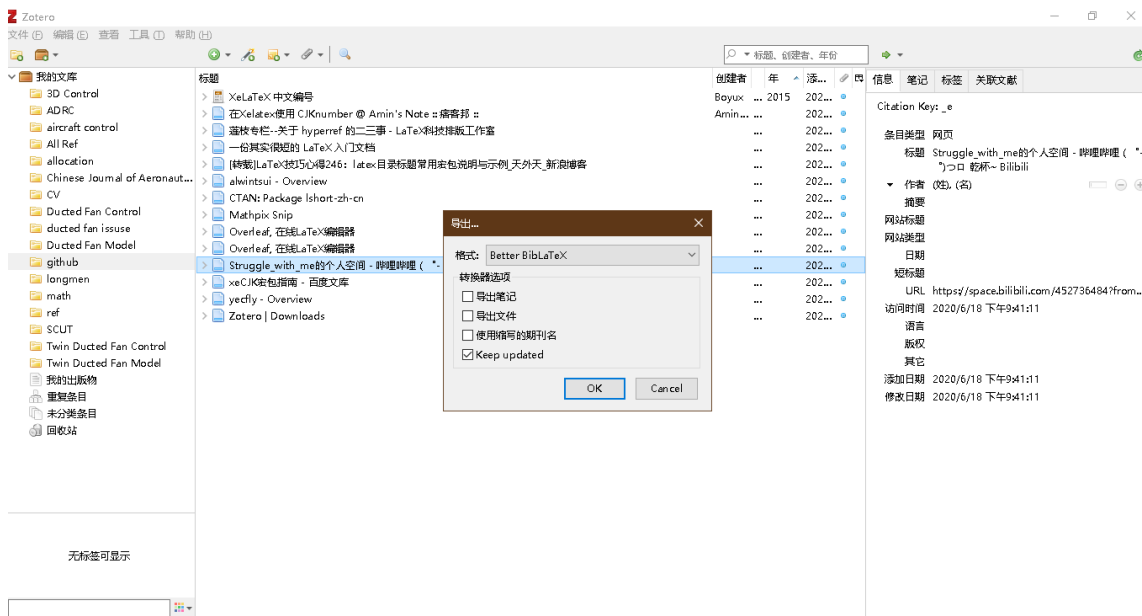 Zotero
文件(F) 编辑(E) 查看 工具(T) 帮助(H)
标题、创建者、年份
我的文库
3D Control
ADRC
aircraft control
All Ref
allocation
Chinese Journal of Aeronaut...
CV
Ducted Fan Control
ducted fan issuse
Ducted Fan Model
github
longmen
math
ref
SCUT
Twin Ducted Fan Control
Twin Ducted Fan Model
我的出版物
重复条目
未分类条目
回收站
无标签可显示
标题 创建者 年 添...
XeLaTeX 中文编号 Boyux ... 2015 202...
在Xelatex使用 CJKnumber @ Amin's Note :: 痞客邦 :: Amin... ... 202...
莲枝专栏--关于 hyperref 的二三事 - LaTeX科技排版工作室 ... 202...
一份其实很短的 LaTeX 入门文档 ... 202...
[转载]LaTeX技巧心得246：latex目录标题常用宏包说明与示例_天外天_新浪博客 ... 202...
alwintsui - Overview ... 202...
CTAN: Package lshort-zh-cn ... 202...
Mathpix Snip ... 202...
Overleaf, 在线LaTeX编辑器 ... 202...
Overleaf, 在线LaTeX编辑器 ... 202...
Struggle_with_me的个人空间 - 哔哩哔哩 ( ゜- ... 202...
xeCJK宏包指南 - 百度文库 ... 202...
yecfly - Overview ... 202...
Zotero | Downloads ... 202...
导出...
格式: Better BibLaTeX
转换器选项
导出笔记
导出文件
使用缩写的期刊名
Keep updated
OK Cancel
信息 笔记 标签 关联文献
Citation Key: _e
条目类型 网页
标题 Struggle_with_me的个人空间 - 哔哩哔哩 ( ゜-
゜)つロ 乾杯~ Bilibili
作者 (姓), (名)
摘要
网站标题
网站类型
日期
短标题
URL https://space.bilibili.com/452736484?from...
访问时间 2020/6/18 下午9:41:11
语言
版权
其它
添加日期 2020/6/18 下午9:41:11
修改日期 2020/6/18 下午9:41:11